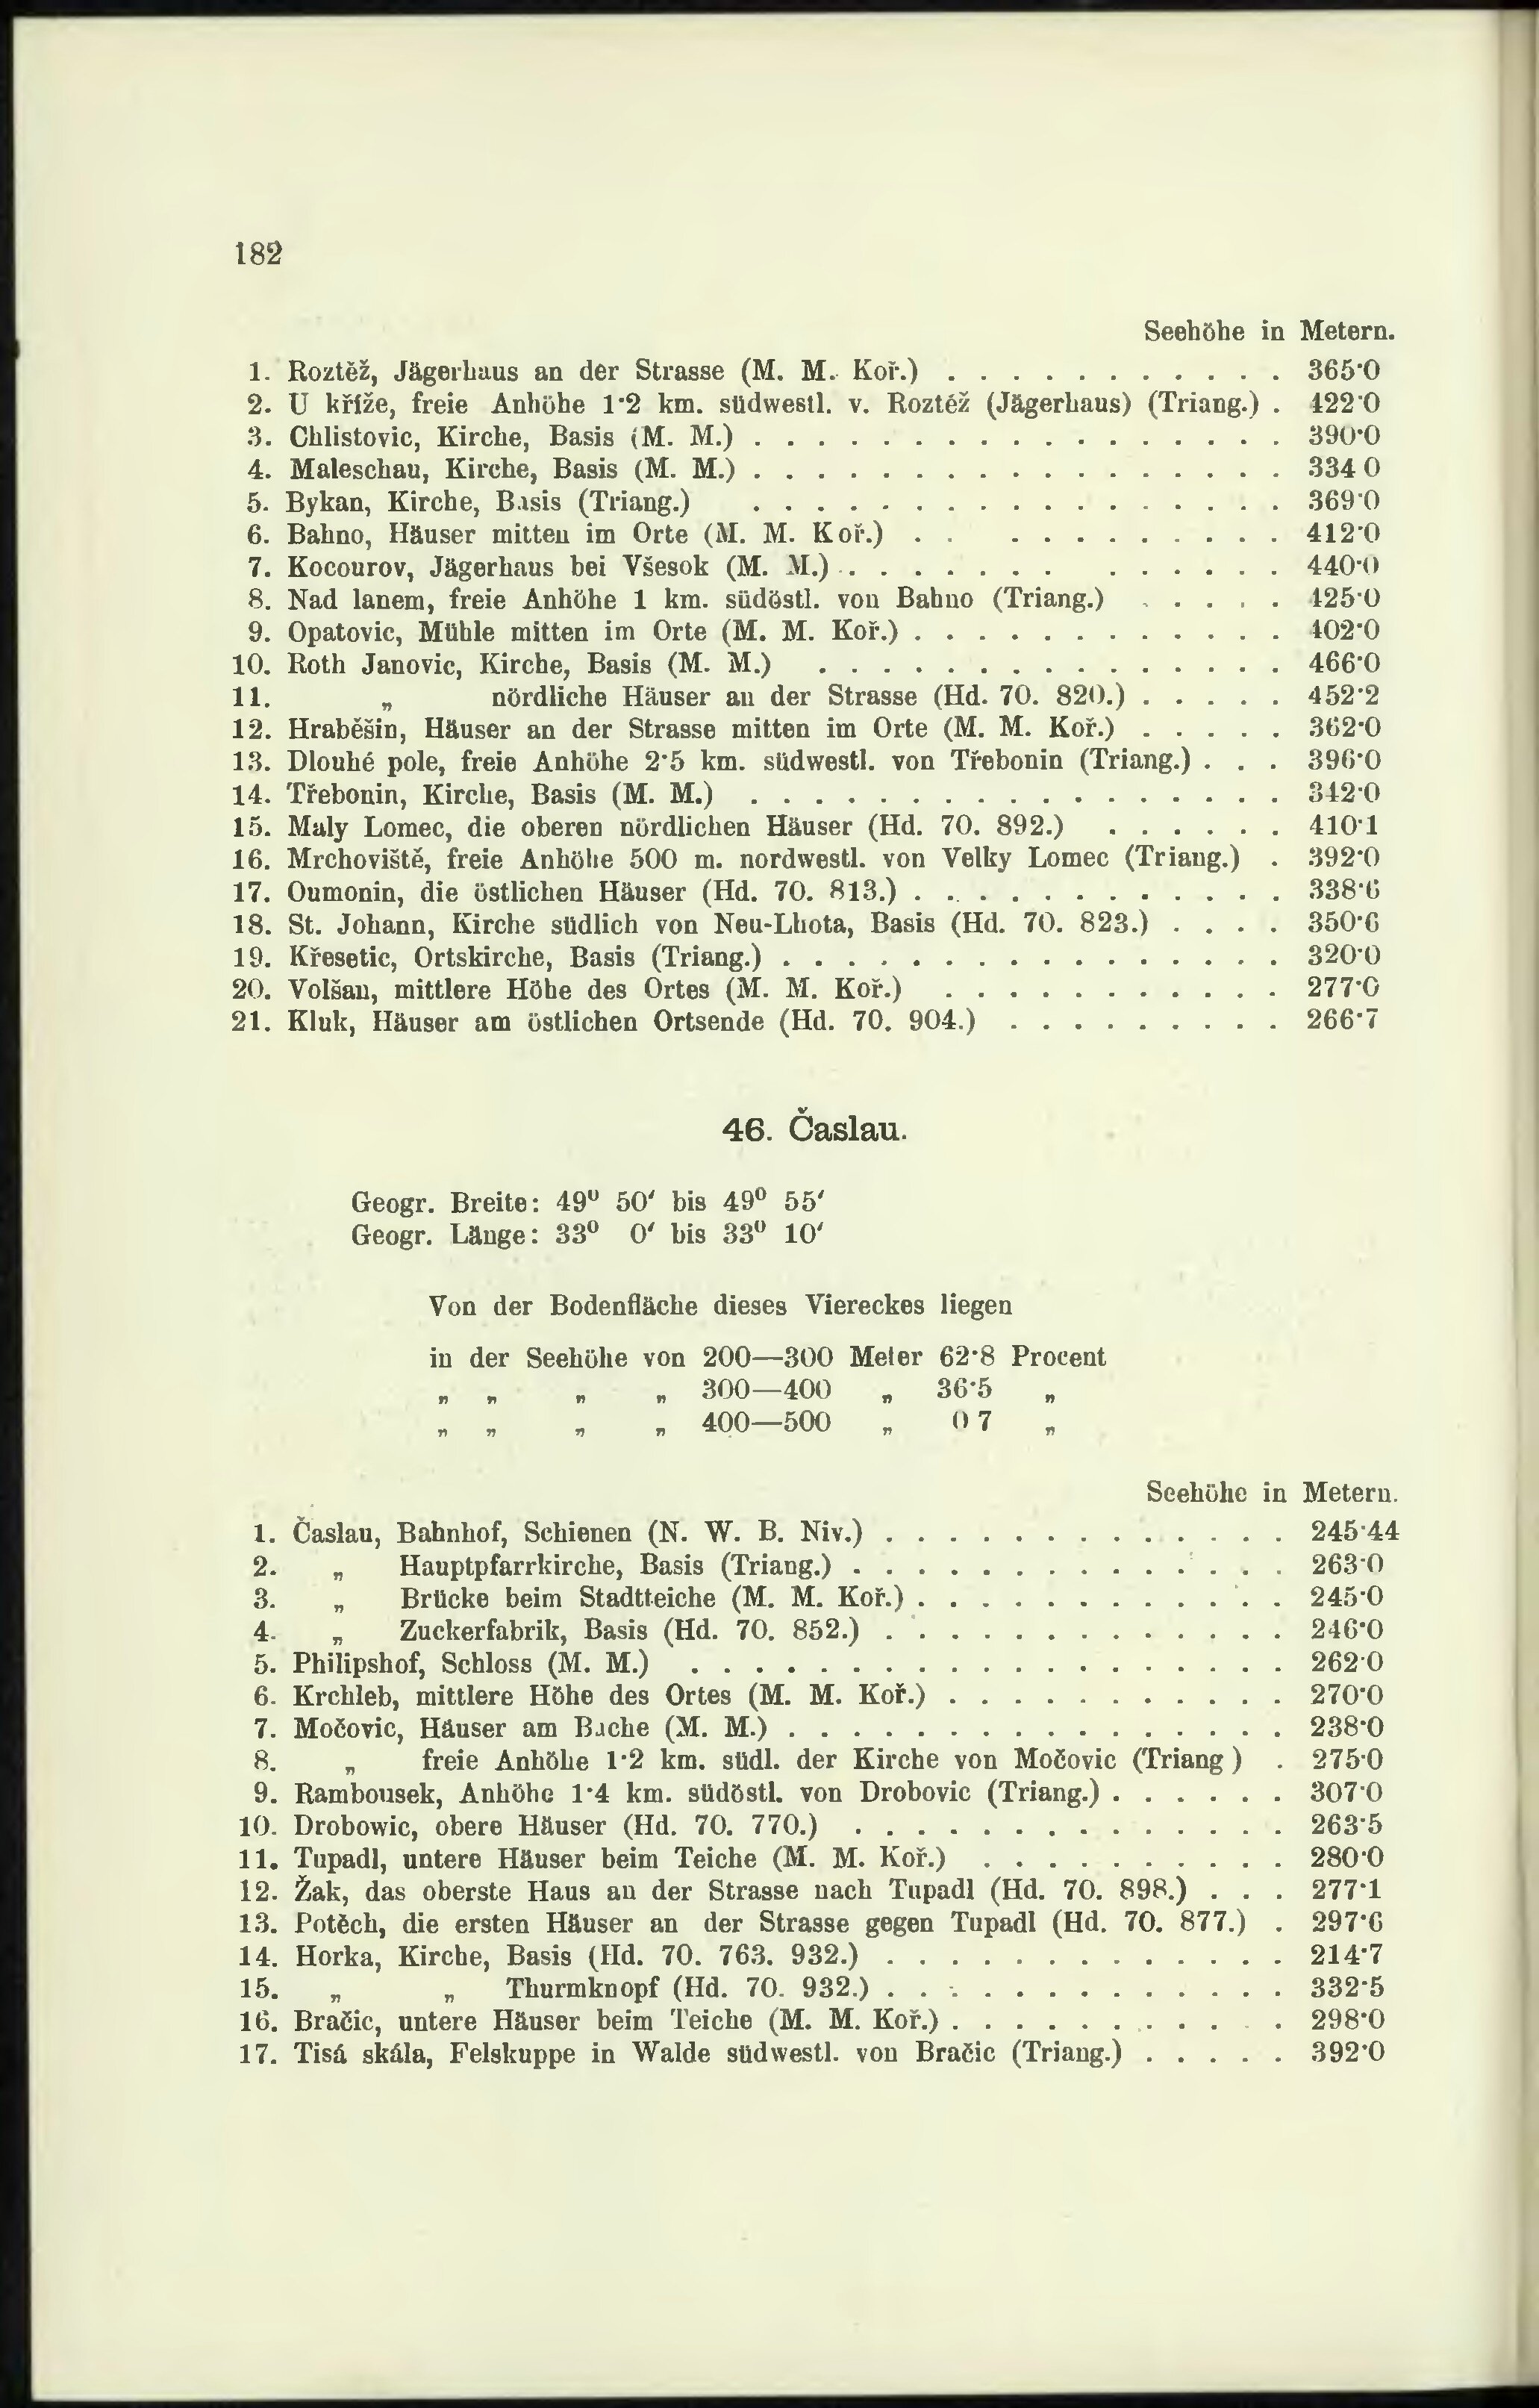 182
Seehöhe in Metern.
1. Roztěž, Jägerhaus an der Strasse (M. M. Koř.) . . . . . . . . . . . 365·0
2. U kříže, freie Anhöhe 1·2 km. südwestl. v. Roztéž (Jägerhaus) (Triang.) . 422·0
3. Chlistovic, Kirche, Basis (M. M.) . . . . . . . . . . . . . . . . . 390·0
4. Maleschau, Kirche, Basis (M. M.) . . . . . . . . . . . . . . . . . 334 0
5. Bykan, Kirche, Basis (Triang.) . . . . . . . . . . . . . . . . . 369·0
6. Bahno, Häuser mitten im Orte (M. M. Koř.) . . . . . . . . . . . 412·0
7. Kocourov, Jägerhaus bei Všesok (M. M.) . . . . . . . . . . . . . 440·0
8. Nad lanem, freie Anhöhe 1 km. südöstl. von Bahno (Triang.) . . . . . 425·0
9. Opatovic, Mühle mitten im Orte (M. M. Koř.) . . . . . . . . . . . . 402·0
10. Roth Janovic, Kirche, Basis (M. M.) . . . . . . . . . . . . . . . 466·0
11. „ nördliche Häuser an der Strasse (Hd. 70. 820.) . . . . . 452·2
12. Hraběšin, Häuser an der Strasse mitten im Orte (M. M. Koř.) . . . . . 362·0
13. Dlouhé pole, freie Anhöhe 2·5 km. südwestl. von Třebonin (Triang.) . . . 396·0
14. Třebonin, Kirche, Basis (M. M.) . . . . . . . . . . . . . . . . . 342·0
15. Maly Lomec, die oberen nördlichen Häuser (Hd. 70. 892.) . . . . . . 410·1
16. Mrchoviště, freie Anhöhe 500 m. nordwestl. von Velky Lomec (Triang.) . 392·0
17. Oumonin, die östlichen Häuser (Hd. 70. 813.) . . . . . . . . . . . . 338·6
18. St. Johann, Kirche südlich von Neu-Lhota, Basis (Hd. 70. 823.) . . . . 350·6
19. Křesetic, Ortskirche, Basis (Triang.) . . . . . . . . . . . . . . . . 320·0
20. Volšan, mittlere Höhe des Ortes (M. M. Koř.) . . . . . . . . . . . 277·0
21. Kluk, Häuser am östlichen Ortsende (Hd. 70. 904.) . . . . . . . . . 266·7
46. Časlau.
Geogr. Breite: 49⁰ 50′ bis 49⁰ 55′
Geogr. Länge: 33⁰ 0′ bis 33⁰ 10′
Von der Bodenfläche dieses Viereckes liegen
in der Seehöhe von 200—300 Meter 62·8 Procent
„ „ „ „ 300—400 „ 36·5 „
„ „ „ „ 400—500 „ 0 7 „
Seehöhe in Metern.
1. Časlau, Bahnhof, Schienen (N. W. B. Niv.) . . . . . . . . . . . . . 245·44
2. „ Hauptpfarrkirche, Basis (Triang.) . . . . . . . . . . . . . . 263·0
3. „ Brücke beim Stadtteiche (M. M. Koř.) . . . . . . . . . . . . 245·0
4. „ Zuckerfabrik, Basis (Hd. 70. 852.) . . . . . . . . . . . . . 246·0
5. Philipshof, Schloss (M. M.) . . . . . . . . . . . . . . . . . . . 262·0
6. Krchleb, mittlere Höhe des Ortes (M. M. Koř.) . . . . . . . . . . . 270·0
7. Močovic, Häuser am Bache (M. M.) . . . . . . . . . . . . . . . . 238·0
8. „ freie Anhöhe 1·2 km. südl. der Kirche von Močovic (Triang ) . 275·0
9. Rambousek, Anhöhe 1·4 km. südöstl. von Drobovic (Triang.) . . . . . . 307·0
10. Drobowic, obere Häuser (Hd. 70. 770.) . . . . . . . . . . . . . . 263·5
11. Tupadl, untere Häuser beim Teiche (M. M. Koř.) . . . . . . . . . . 280·0
12. Žak, das oberste Haus an der Strasse nach Tupadl (Hd. 70. 898.) . . . 277·1
13. Potěch, die ersten Häuser an der Strasse gegen Tupadl (Hd. 70. 877.) . 297·6
14. Horka, Kirche, Basis (Hd. 70. 763. 932.) . . . . . . . . . . . . . 214·7
15. „ „ Thurmknopf (Hd. 70. 932.) . . . . . . . . . . . . . 332·5
16. Bračic, untere Häuser beim Teiche (M. M. Koř.) . . . . . . . . . . . 298·0
17. Tisá skála, Felskuppe in Walde südwestl. von Bračic (Triang.) . . . . . 392·0